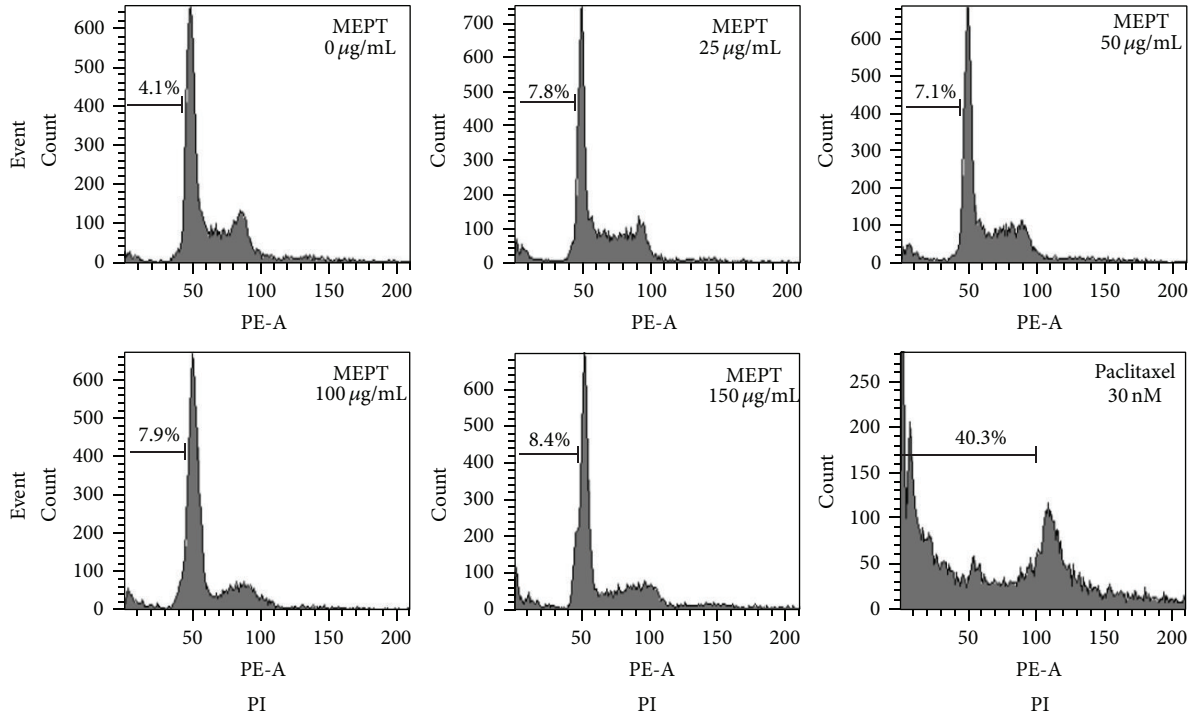 MEPT
0 μg/mL
4.1%
Event
Count
600
500
400
300
200
100
0
50
100
150
200
PE-A
MEPT
25 μg/mL
7.8%
Count
700
600
500
400
300
200
100
0
50
100
150
200
PE-A
MEPT
50 μg/mL
7.1%
Count
600
500
400
300
200
100
0
50
100
150
200
PE-A
MEPT
100 μg/mL
7.9%
Event
Count
600
500
400
300
200
100
0
50
100
150
200
PE-A
PI
MEPT
150 μg/mL
8.4%
Count
600
500
400
300
200
100
0
50
100
150
200
PE-A
PI
Paclitaxel
30 nM
40.3%
Count
250
200
150
100
50
0
50
100
150
200
PE-A
PI